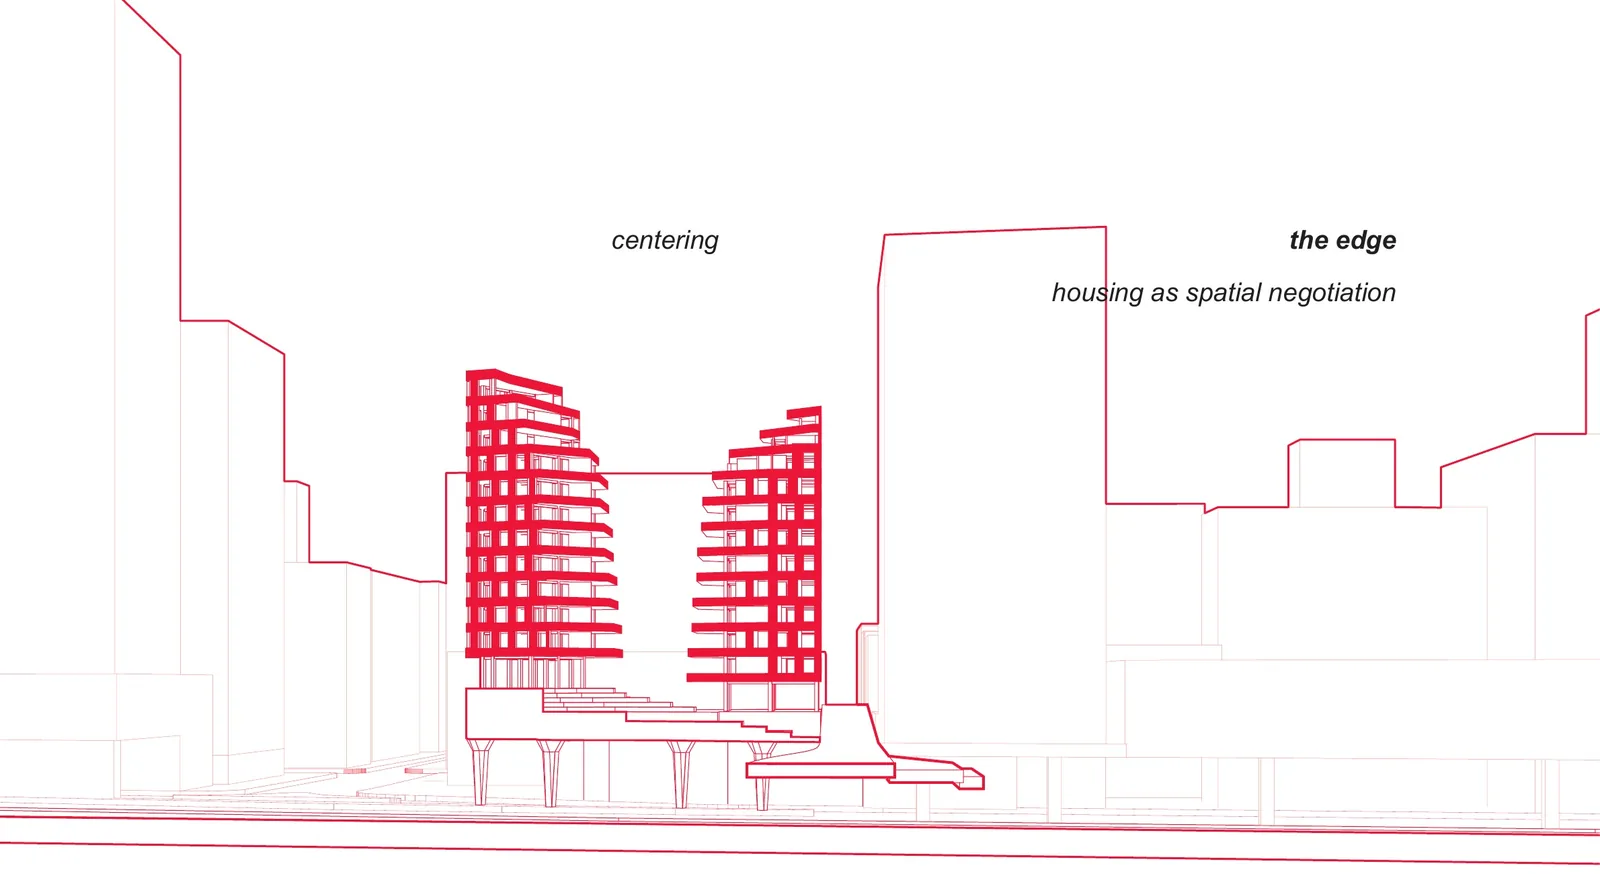 centering
the edge
housing as spatial negotiation